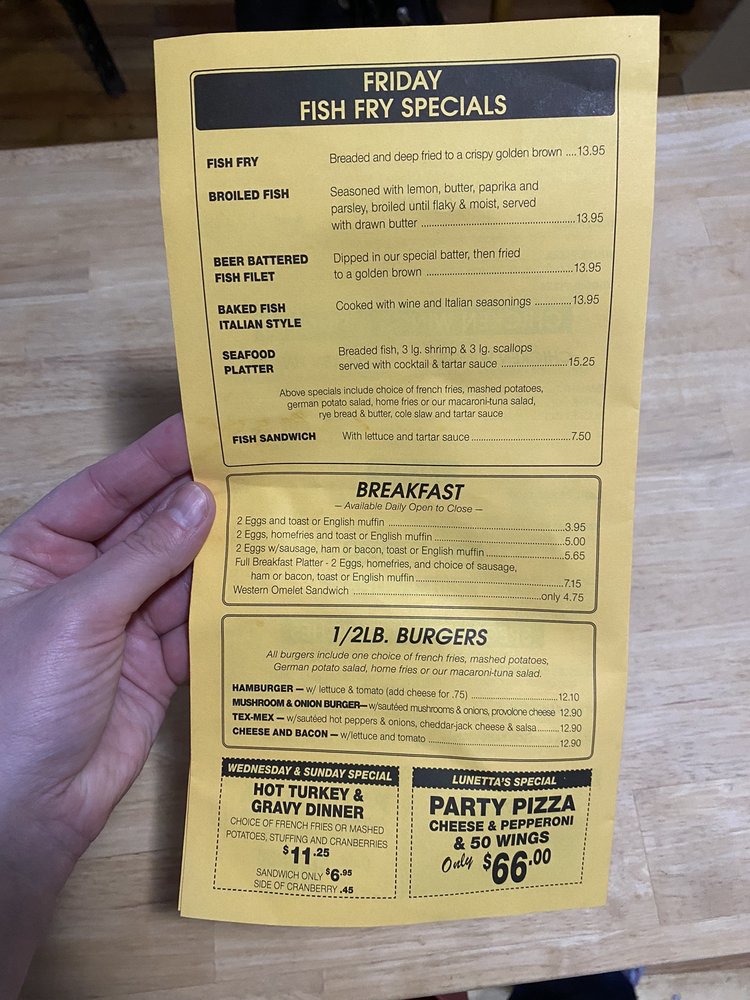 FRIDAY
FISH FRY SPECIALS
FISH FRY Breaded and deep fried to a crispy golden brown ....13.95
BROILED FISH Seasoned with lemon, butter, paprika and
parsley, broiled until flaky & moist, served
with drawn butter ..........13.95
BEER BATTERED Dipped in our special batter, then fried
FISH FILET to a golden brown ..........13.95
BAKED FISH Cooked with wine and Italian seasonings ..........13.95
ITALIAN STYLE
SEAFOOD Breaded fish, 3 lg. shrimp & 3 lg. scallops
PLATTER served with cocktail & tartar sauce ..........15.25
Above specials include choice of french fries, mashed potatoes,
german potato salad, home fries or our macaroni-tuna salad,
rye bread & butter, cole slaw and tartar sauce
FISH SANDWICH With lettuce and tartar sauce ..........7.50
BREAKFAST
— Available Daily Open to Close —
2 Eggs and toast or English muffin ..........3.95
2 Eggs, homefries and toast or English muffin ..........5.00
2 Eggs w/sausage, ham or bacon, toast or English muffin ..........5.65
Full Breakfast Platter - 2 Eggs, homefries, and choice of sausage,
ham or bacon, toast or English muffin ..........7.15
Western Omelet Sandwich ..........only 4.75
1/2LB. BURGERS
All burgers include one choice of french fries, mashed potatoes,
German potato salad, home fries or our macaroni-tuna salad.
HAMBURGER — w/ lettuce & tomato (add cheese for .75) ..........12.10
MUSHROOM & ONION BURGER— w/sautéed mushrooms & onions, provolone cheese 12.90
TEX-MEX — w/sautéed hot peppers & onions, cheddar-jack cheese & salsa ..........12.90
CHEESE AND BACON — w/lettuce and tomato ..........12.90
WEDNESDAY & SUNDAY SPECIAL
HOT TURKEY &
GRAVY DINNER
CHOICE OF FRENCH FRIES OR MASHED
POTATOES, STUFFING AND CRANBERRIES
$11.25
SANDWICH ONLY $6.95
SIDE OF CRANBERRY .45
LUNETTA'S SPECIAL
PARTY PIZZA
CHEESE & PEPPERONI
& 50 WINGS
Only $66.00